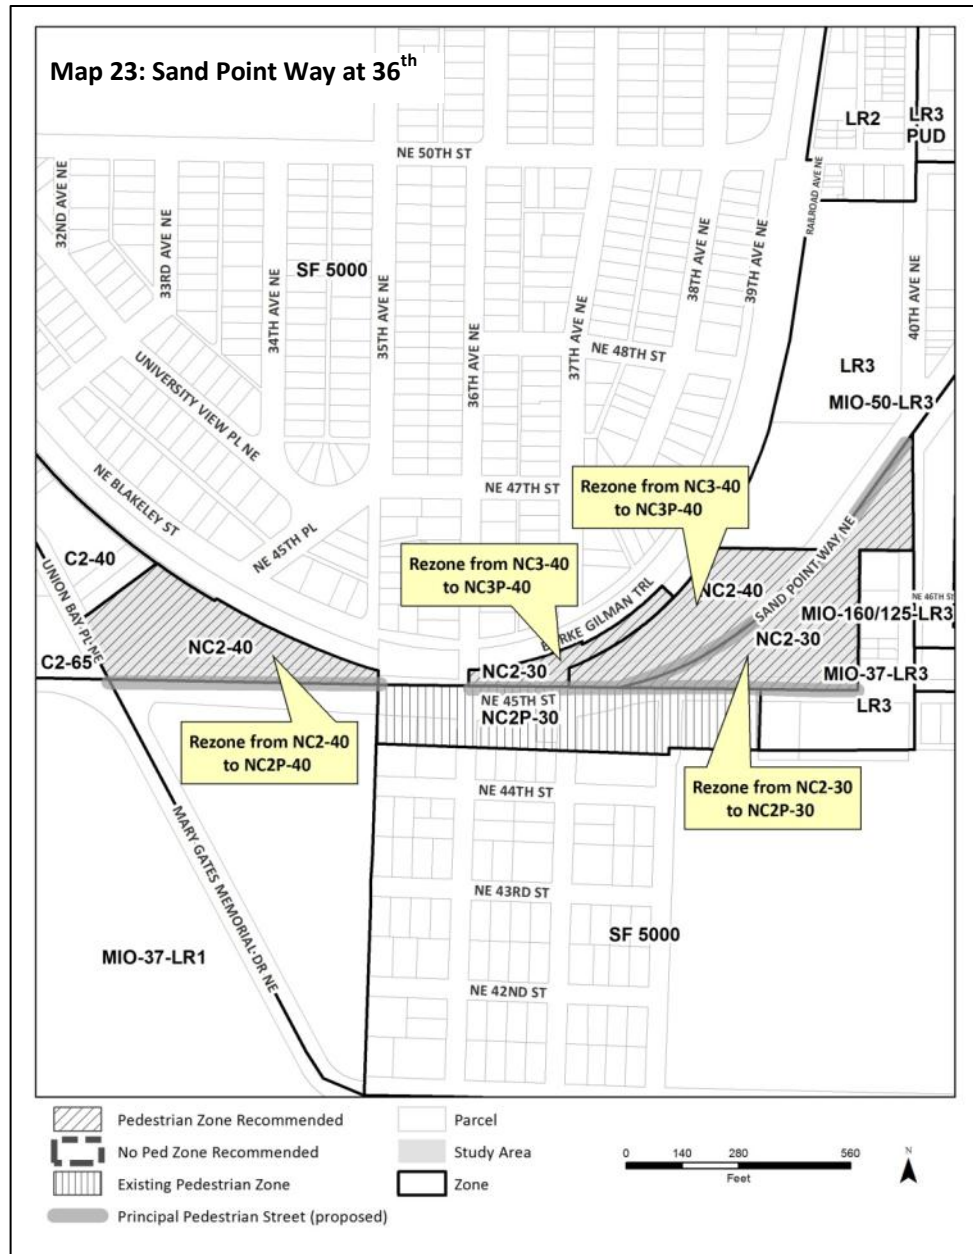 Map 23: Sand Point Way at 36th
LR2
LR3
PUD
NE 50TH ST
RAILROAD AVE NE
32ND AVE NE
33RD AVE NE
34TH AVE NE
SF 5000
35TH AVE NE
36TH AVE NE
37TH AVE NE
38TH AVE NE
39TH AVE NE
40TH AVE NE
NE 48TH ST
UNIVERSITY VIEW PL NE
LR3
MIO-50-LR3
NE BLAKELEY ST
NE 47TH ST
NE 45TH PL
Rezone from NC3-40
to NC3P-40
Rezone from NC3-40
to NC3P-40
C2-40
UNION BAY PL NE
NC2-40
SAND POINT WAY NE
NE 46TH ST
MIO-160/125-LR3
BURKE GILMAN TRL
NC2-40
NC2-30
C2-65
NC2-30
MIO-37-LR3
NE 45TH ST
NC2P-30
LR3
Rezone from NC2-40
to NC2P-40
Rezone from NC2-30
to NC2P-30
NE 44TH ST
MARY GATES MEMORIAL DR NE
NE 43RD ST
SF 5000
MIO-37-LR1
NE 42ND ST
Pedestrian Zone Recommended
No Ped Zone Recommended
Existing Pedestrian Zone
Principal Pedestrian Street (proposed)
Parcel
Study Area
Zone
0 140 280 560
Feet
N